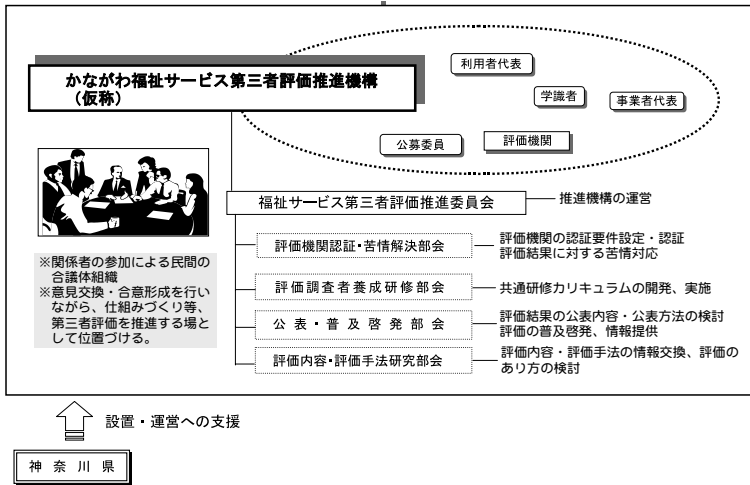 かながわ福祉サービス第三者評価推進機構
（仮称）
利用者代表
学識者
事業者代表
公募委員
評価機関
福祉サービス第三者評価推進委員会
推進機構の運営
評価機関認証・苦情解決部会
評価機関の認証要件設定・認証
評価結果に対する苦情対応
評価調査者養成研修部会
共通研修カリキュラムの開発、実施
公表・普及啓発部会
評価結果の公表内容・公表方法の検討
評価の普及啓発、情報提供
評価内容・評価手法研究部会
評価内容・評価手法の情報交換、評価の
あり方の検討
※関係者の参加による民間の
合議体組織
※意見交換・合意形成を行い
ながら、仕組みづくり等、
第三者評価を推進する場と
して位置づける。
設置・運営への支援
神奈川県